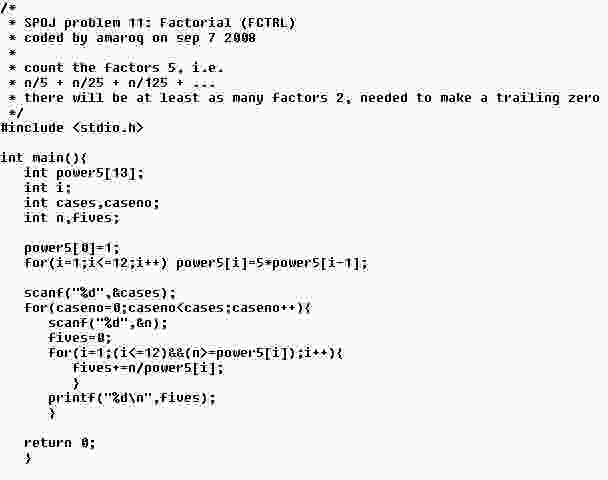 /*
 * SPOJ problem 11: Factorial (FCTRL)
 * coded by amaroq on sep 7 2008
 *
 * count the factors 5, i.e.
 * n/5 + n/25 + n/125 + ...
 * there will be at least as many factors 2, needed to make a trailing zero
 */
#include <stdio.h>

int main(){
   int power5[13];
   int i;
   int cases,caseno;
   int n,fives;

   power5[0]=1;
   for(i=1;i<=12;i++) power5[i]=5*power5[i-1];

   scanf("%d",&cases);
   for(caseno=0;caseno<cases;caseno++){
      scanf("%d",&n);
      fives=0;
      for(i=1;(i<=12)&&(n>=power5[i]);i++){
         fives+=n/power5[i];
         }
      printf("%d\n",fives);
      }

   return 0;
   }